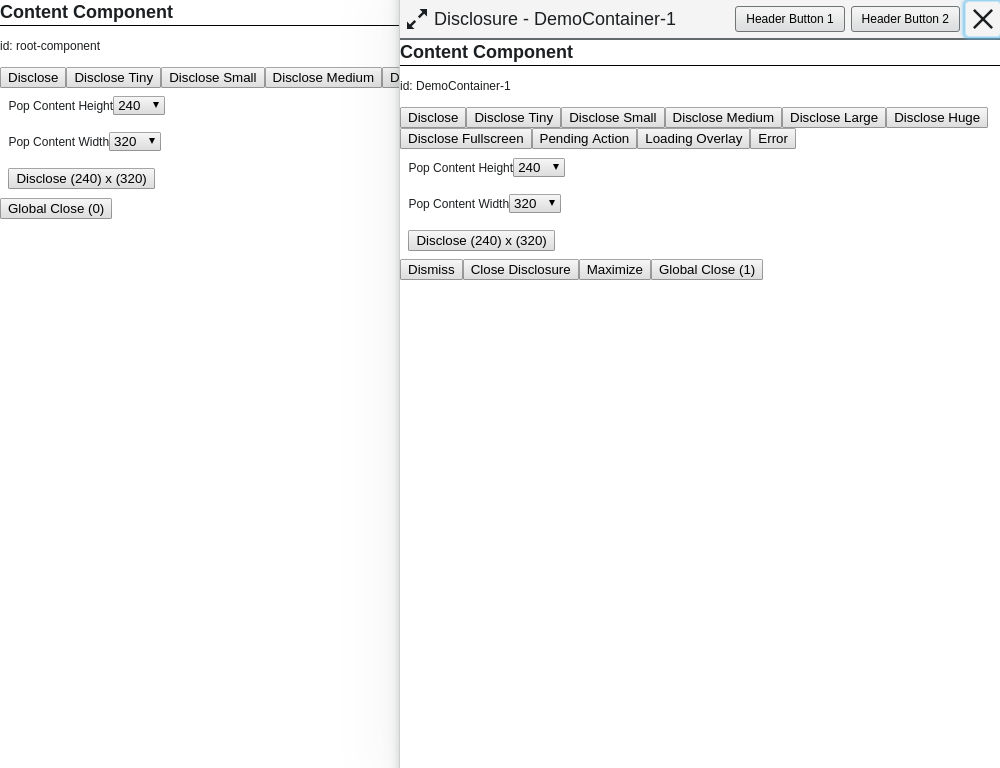 Content Component
id: root-component
Disclose Disclose Tiny Disclose Small Disclose Medium D
Pop Content Height 240
Pop Content Width 320
Disclose (240) x (320)
Global Close (0)
Disclosure - DemoContainer-1 Header Button 1 Header Button 2
Content Component
id: DemoContainer-1
Disclose Disclose Tiny Disclose Small Disclose Medium Disclose Large Disclose Huge
Disclose Fullscreen Pending Action Loading Overlay Error
Pop Content Height 240
Pop Content Width 320
Disclose (240) x (320)
Dismiss Close Disclosure Maximize Global Close (1)